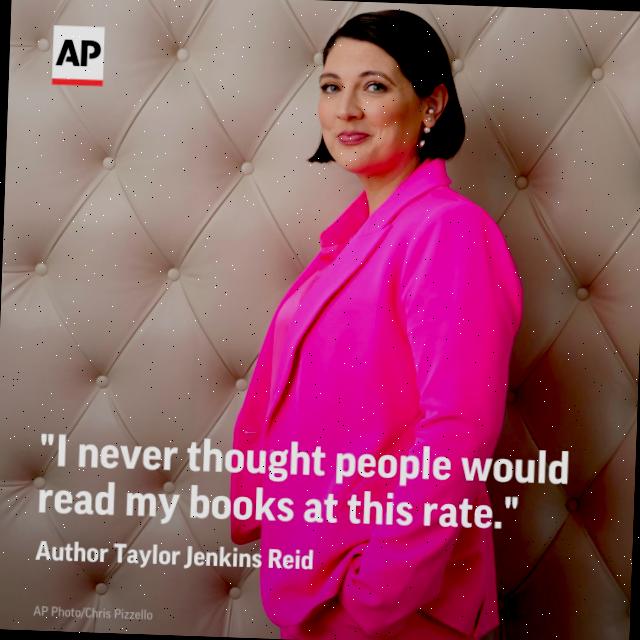 AP
"I never thought people would
read my books at this rate."
Author Taylor Jenkins Reid
AP Photo/Chris Pizzello